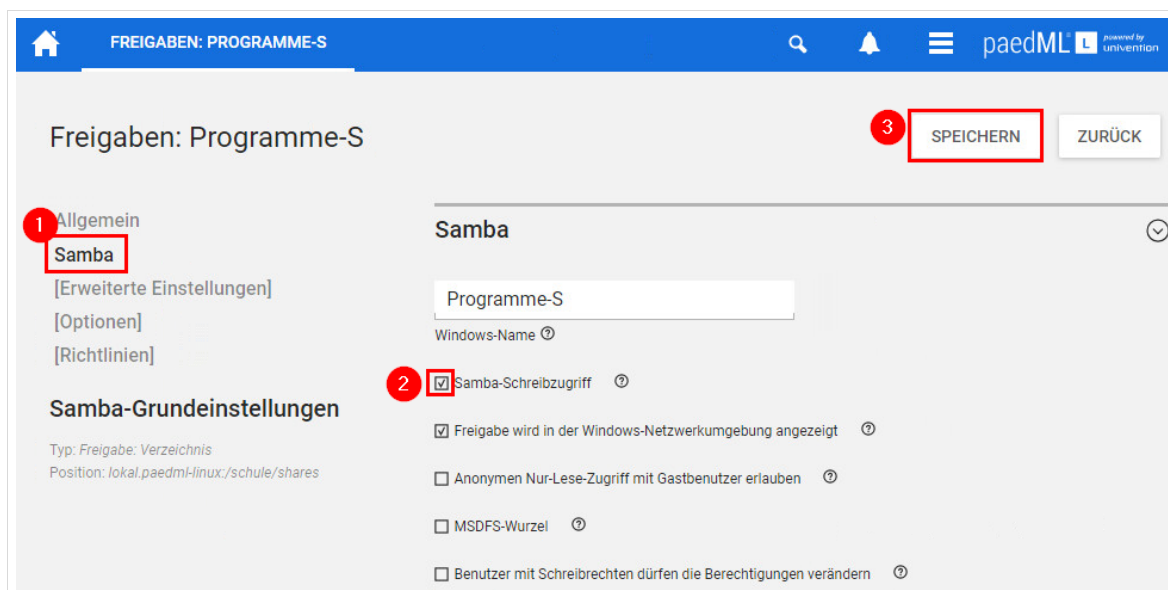 FREIGABEN: PROGRAMME-S
paedML® L powered by univention
Freigaben: Programme-S
3
SPEICHERN
ZURÜCK
Allgemein
1
Samba
[Erweiterte Einstellungen]
[Optionen]
[Richtlinien]
Samba-Grundeinstellungen
Typ: Freigabe: Verzeichnis
Position: lokal.paedml-linux:/schule/shares
Samba
Programme-S
Windows-Name
2
Samba-Schreibzugriff
Freigabe wird in der Windows-Netzwerkumgebung angezeigt
Anonymen Nur-Lese-Zugriff mit Gastbenutzer erlauben
MSDFS-Wurzel
Benutzer mit Schreibrechten dürfen die Berechtigungen verändern